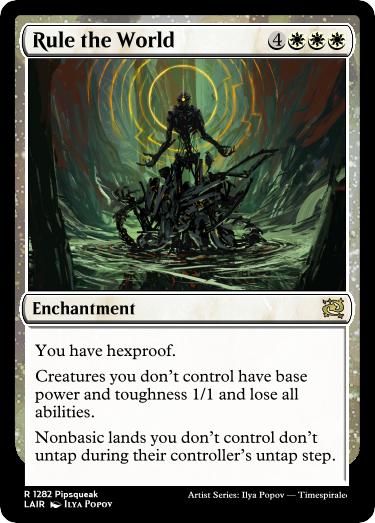 Rule the World 4
Enchantment
You have hexproof.
Creatures you don't control have base
power and toughness 1/1 and lose all
abilities.
Nonbasic lands you don't control don't
untap during their controller's untap step.
R 1282 Pipsqueak
LAIR Ilya Popov
Artist Series: Ilya Popov — Timespirale